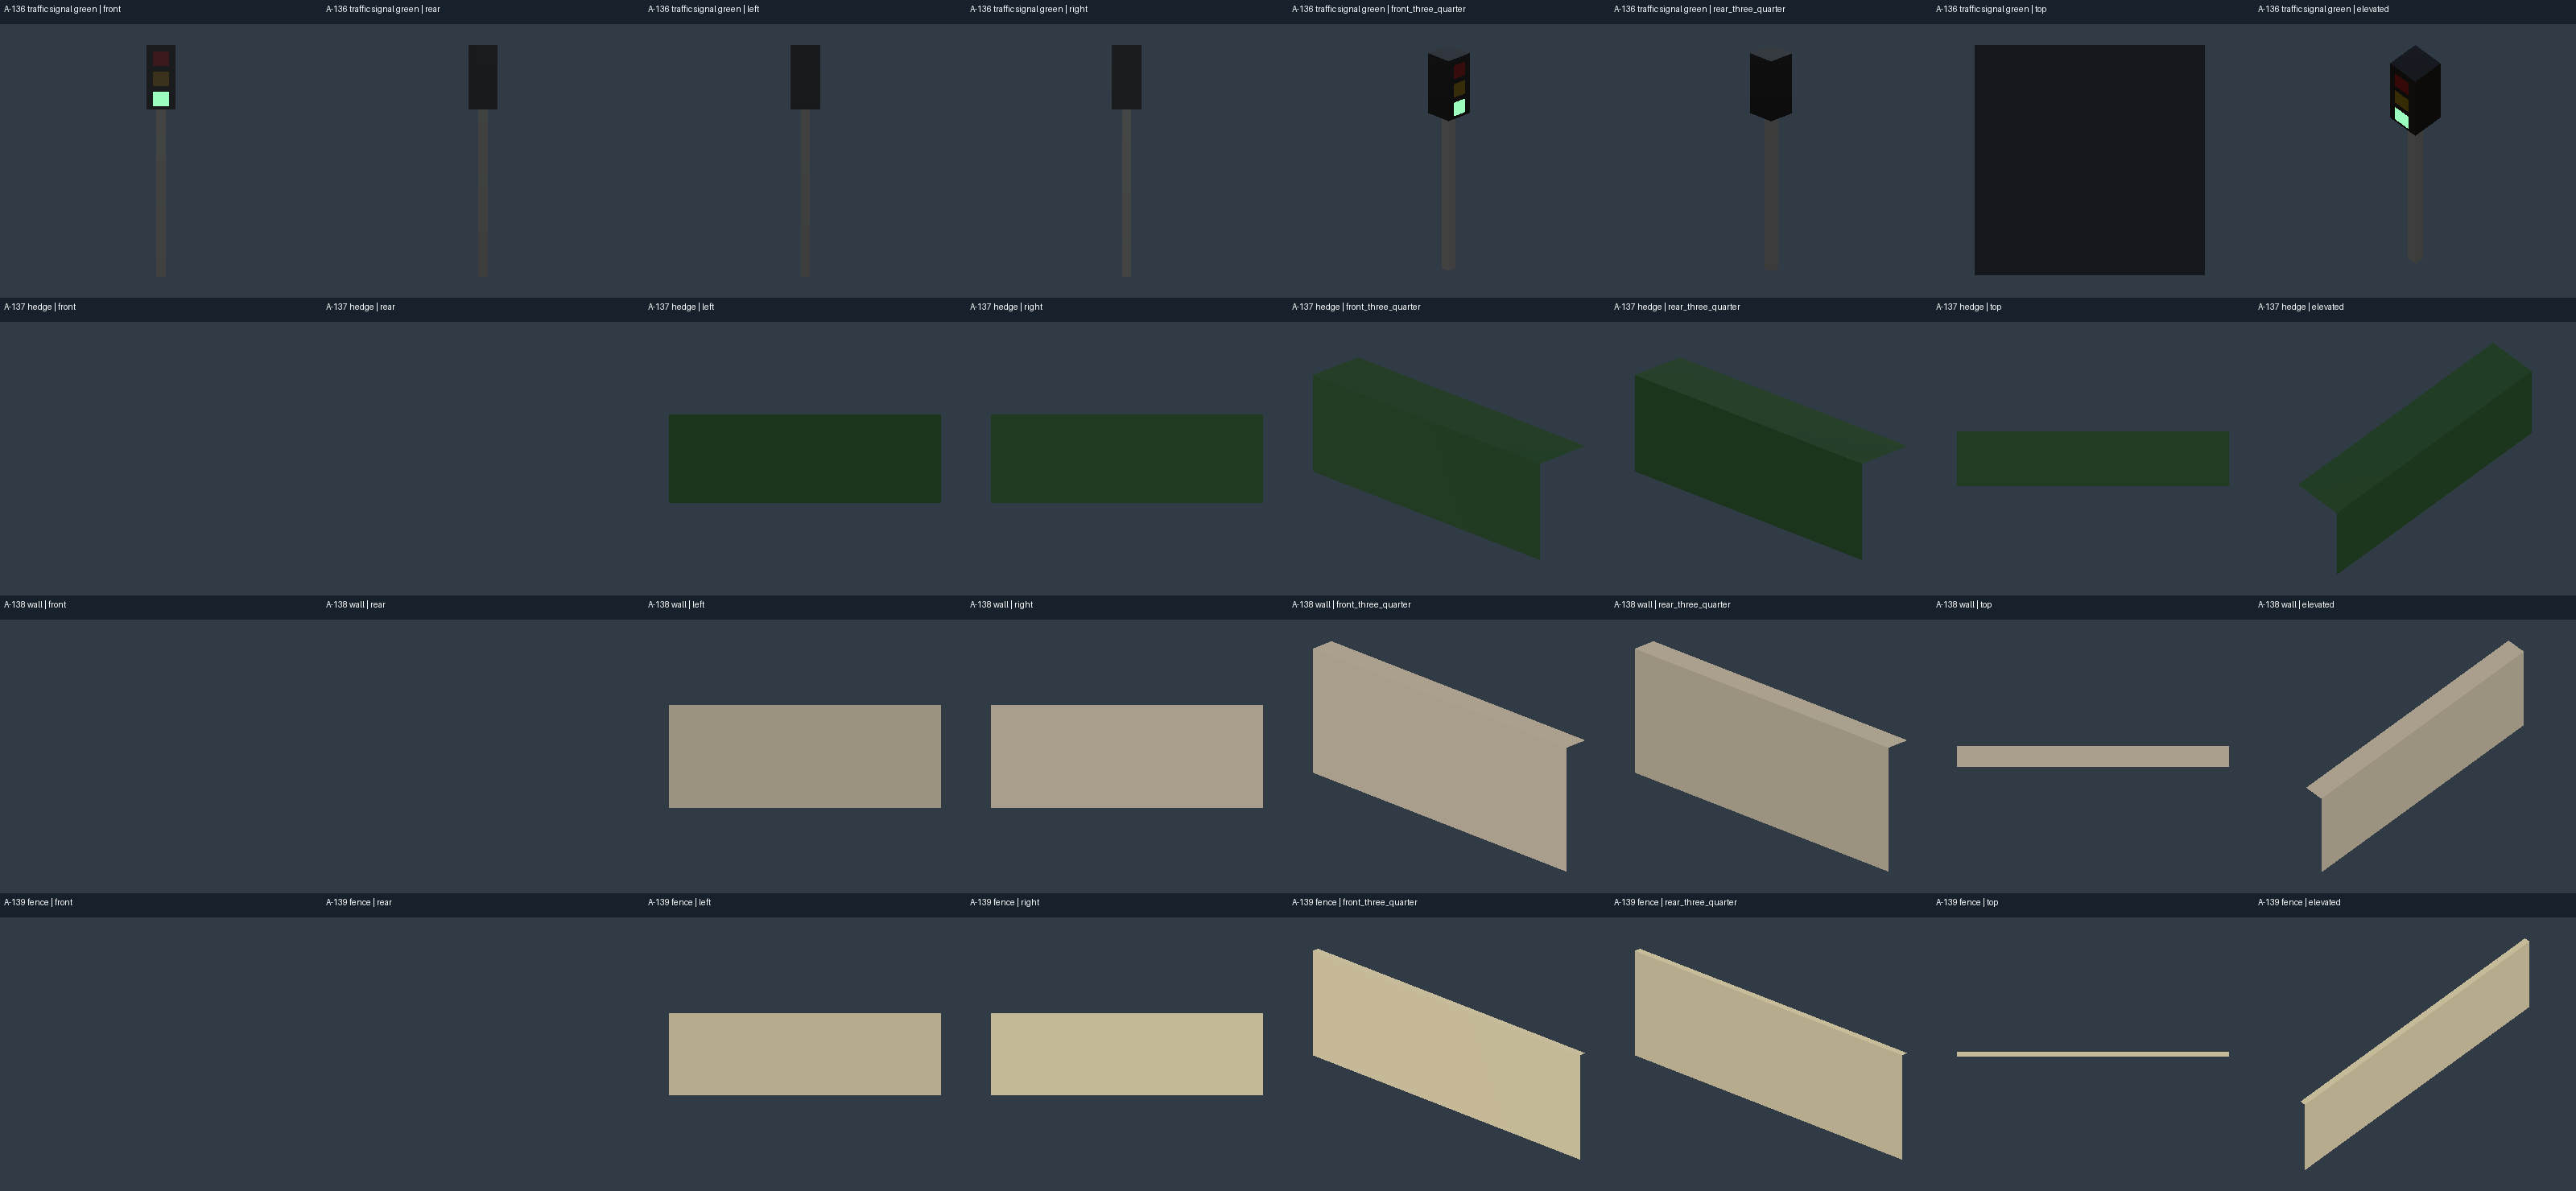 A-136 traffic signal green | front
A-136 traffic signal green | rear
A-136 traffic signal green | left
A-136 traffic signal green | right
A-136 traffic signal green | front_three_quarter
A-136 traffic signal green | rear_three_quarter
A-136 traffic signal green | top
A-136 traffic signal green | elevated
A-137 hedge | front
A-137 hedge | rear
A-137 hedge | left
A-137 hedge | right
A-137 hedge | front_three_quarter
A-137 hedge | rear_three_quarter
A-137 hedge | top
A-137 hedge | elevated
A-138 wall | front
A-138 wall | rear
A-138 wall | left
A-138 wall | right
A-138 wall | front_three_quarter
A-138 wall | rear_three_quarter
A-138 wall | top
A-138 wall | elevated
A-139 fence | front
A-139 fence | rear
A-139 fence | left
A-139 fence | right
A-139 fence | front_three_quarter
A-139 fence | rear_three_quarter
A-139 fence | top
A-139 fence | elevated